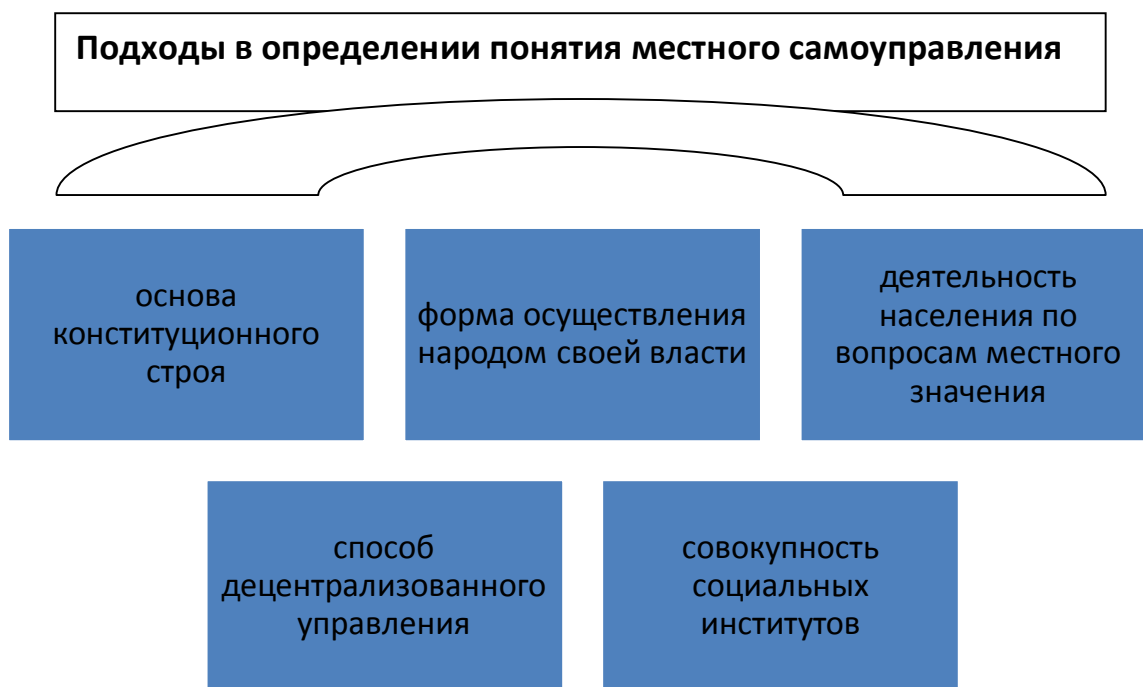 Подходы в определении понятия местного самоуправления
основа
конституционного
строя
форма осуществления
народом своей власти
деятельность
населения по
вопросам местного
значения
способ
децентрализованного
управления
совокупность
социальных
институтов